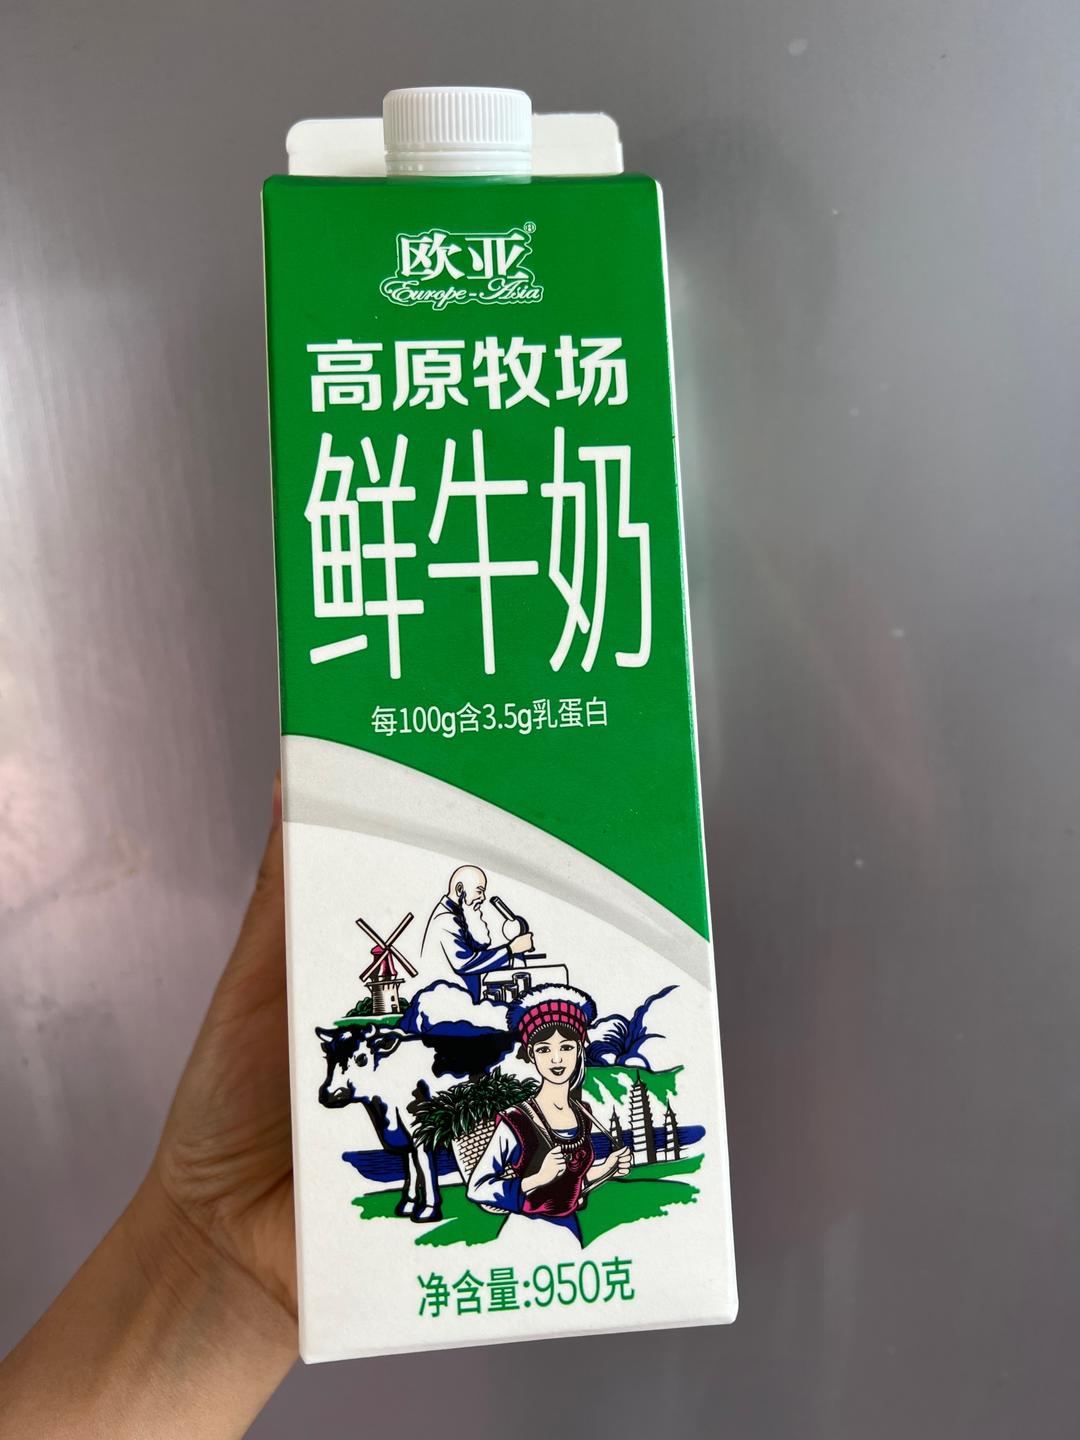 欧亚®
Europe-Asia
高原牧场
鲜牛奶
每100g含3.5g乳蛋白
净含量:950克